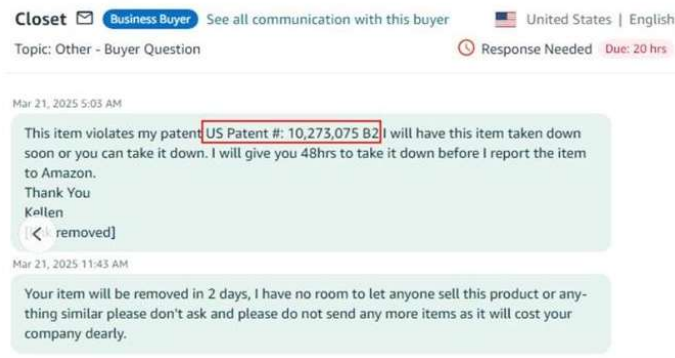 Closet Business Buyer See all communication with this buyer United States | English
Topic: Other - Buyer Question Response Needed Due: 20 hrs
Mar 21, 2025 5:03 AM
This item violates my patent US Patent #: 10,273,075 B2 I will have this item taken down
soon or you can take it down. I will give you 48hrs to take it down before I report the item
to Amazon.
Thank You
Kellen
removed]
Mar 21, 2025 11:43 AM
Your item will be removed in 2 days, I have no room to let anyone sell this product or any-
thing similar please don't ask and please do not send any more items as it will cost your
company dearly.